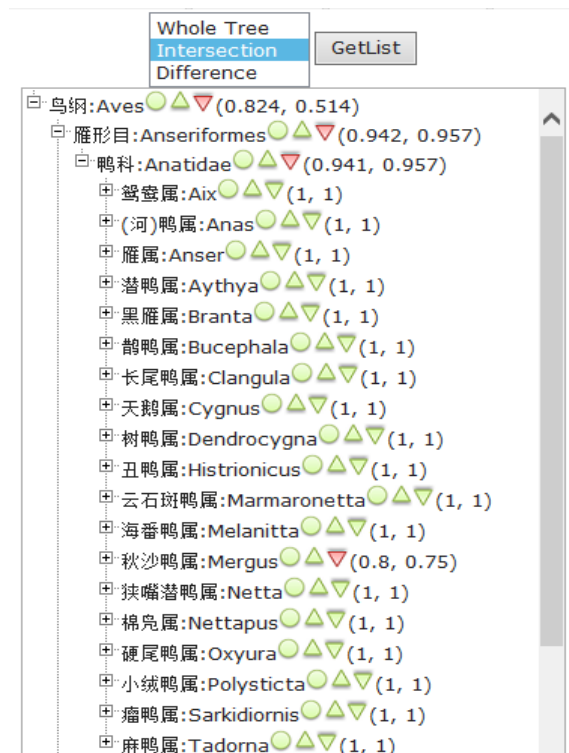 Whole Tree
Intersection
Difference
GetList
鸟纲:Aves(0.824, 0.514)
雁形目:Anseriformes(0.942, 0.957)
鸭科:Anatidae(0.941, 0.957)
鸳鸯属:Aix(1, 1)
(河)鸭属:Anas(1, 1)
雁属:Anser(1, 1)
潜鸭属:Aythya(1, 1)
黑雁属:Branta(1, 1)
鹊鸭属:Bucephala(1, 1)
长尾鸭属:Clangula(1, 1)
天鹅属:Cygnus(1, 1)
树鸭属:Dendrocygna(1, 1)
丑鸭属:Histrionicus(1, 1)
云石斑鸭属:Marmaronetta(1, 1)
海番鸭属:Melanitta(1, 1)
秋沙鸭属:Mergus(0.8, 0.75)
狭嘴潜鸭属:Netta(1, 1)
棉凫属:Nettapus(1, 1)
硬尾鸭属:Oxyura(1, 1)
小绒鸭属:Polysticta(1, 1)
瘤鸭属:Sarkidiornis(1, 1)
麻鸭属:Tadorna(1, 1)